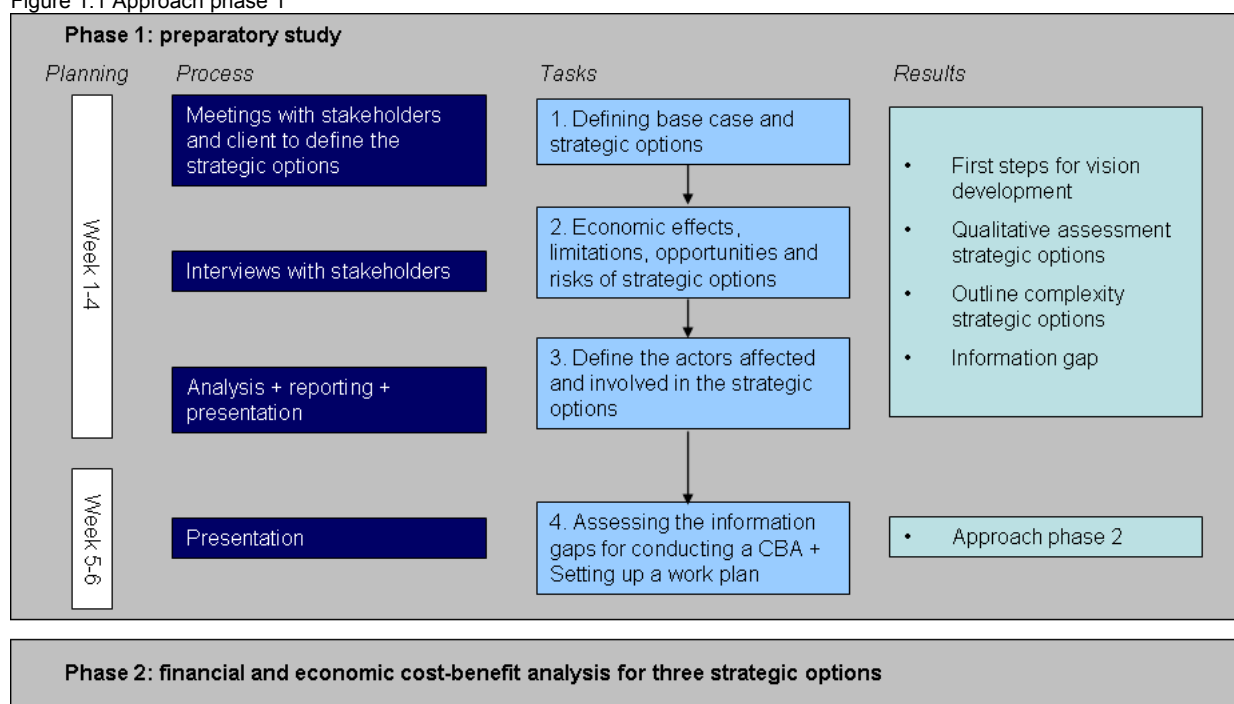 Figure 1.1 Approach phase 1
Phase 1: preparatory study
Planning
Process
Tasks
Results
Week 1-4
Meetings with stakeholders
and client to define the
strategic options
1. Defining base case and
strategic options
• First steps for vision
development
• Qualitative assessment
strategic options
• Outline complexity
strategic options
• Information gap
Interviews with stakeholders
2. Economic effects,
limitations, opportunities and
risks of strategic options
Analysis + reporting +
presentation
3. Define the actors affected
and involved in the strategic
options
Week 5-6
Presentation
4. Assessing the information
gaps for conducting a CBA +
Setting up a work plan
• Approach phase 2
Phase 2: financial and economic cost-benefit analysis for three strategic options